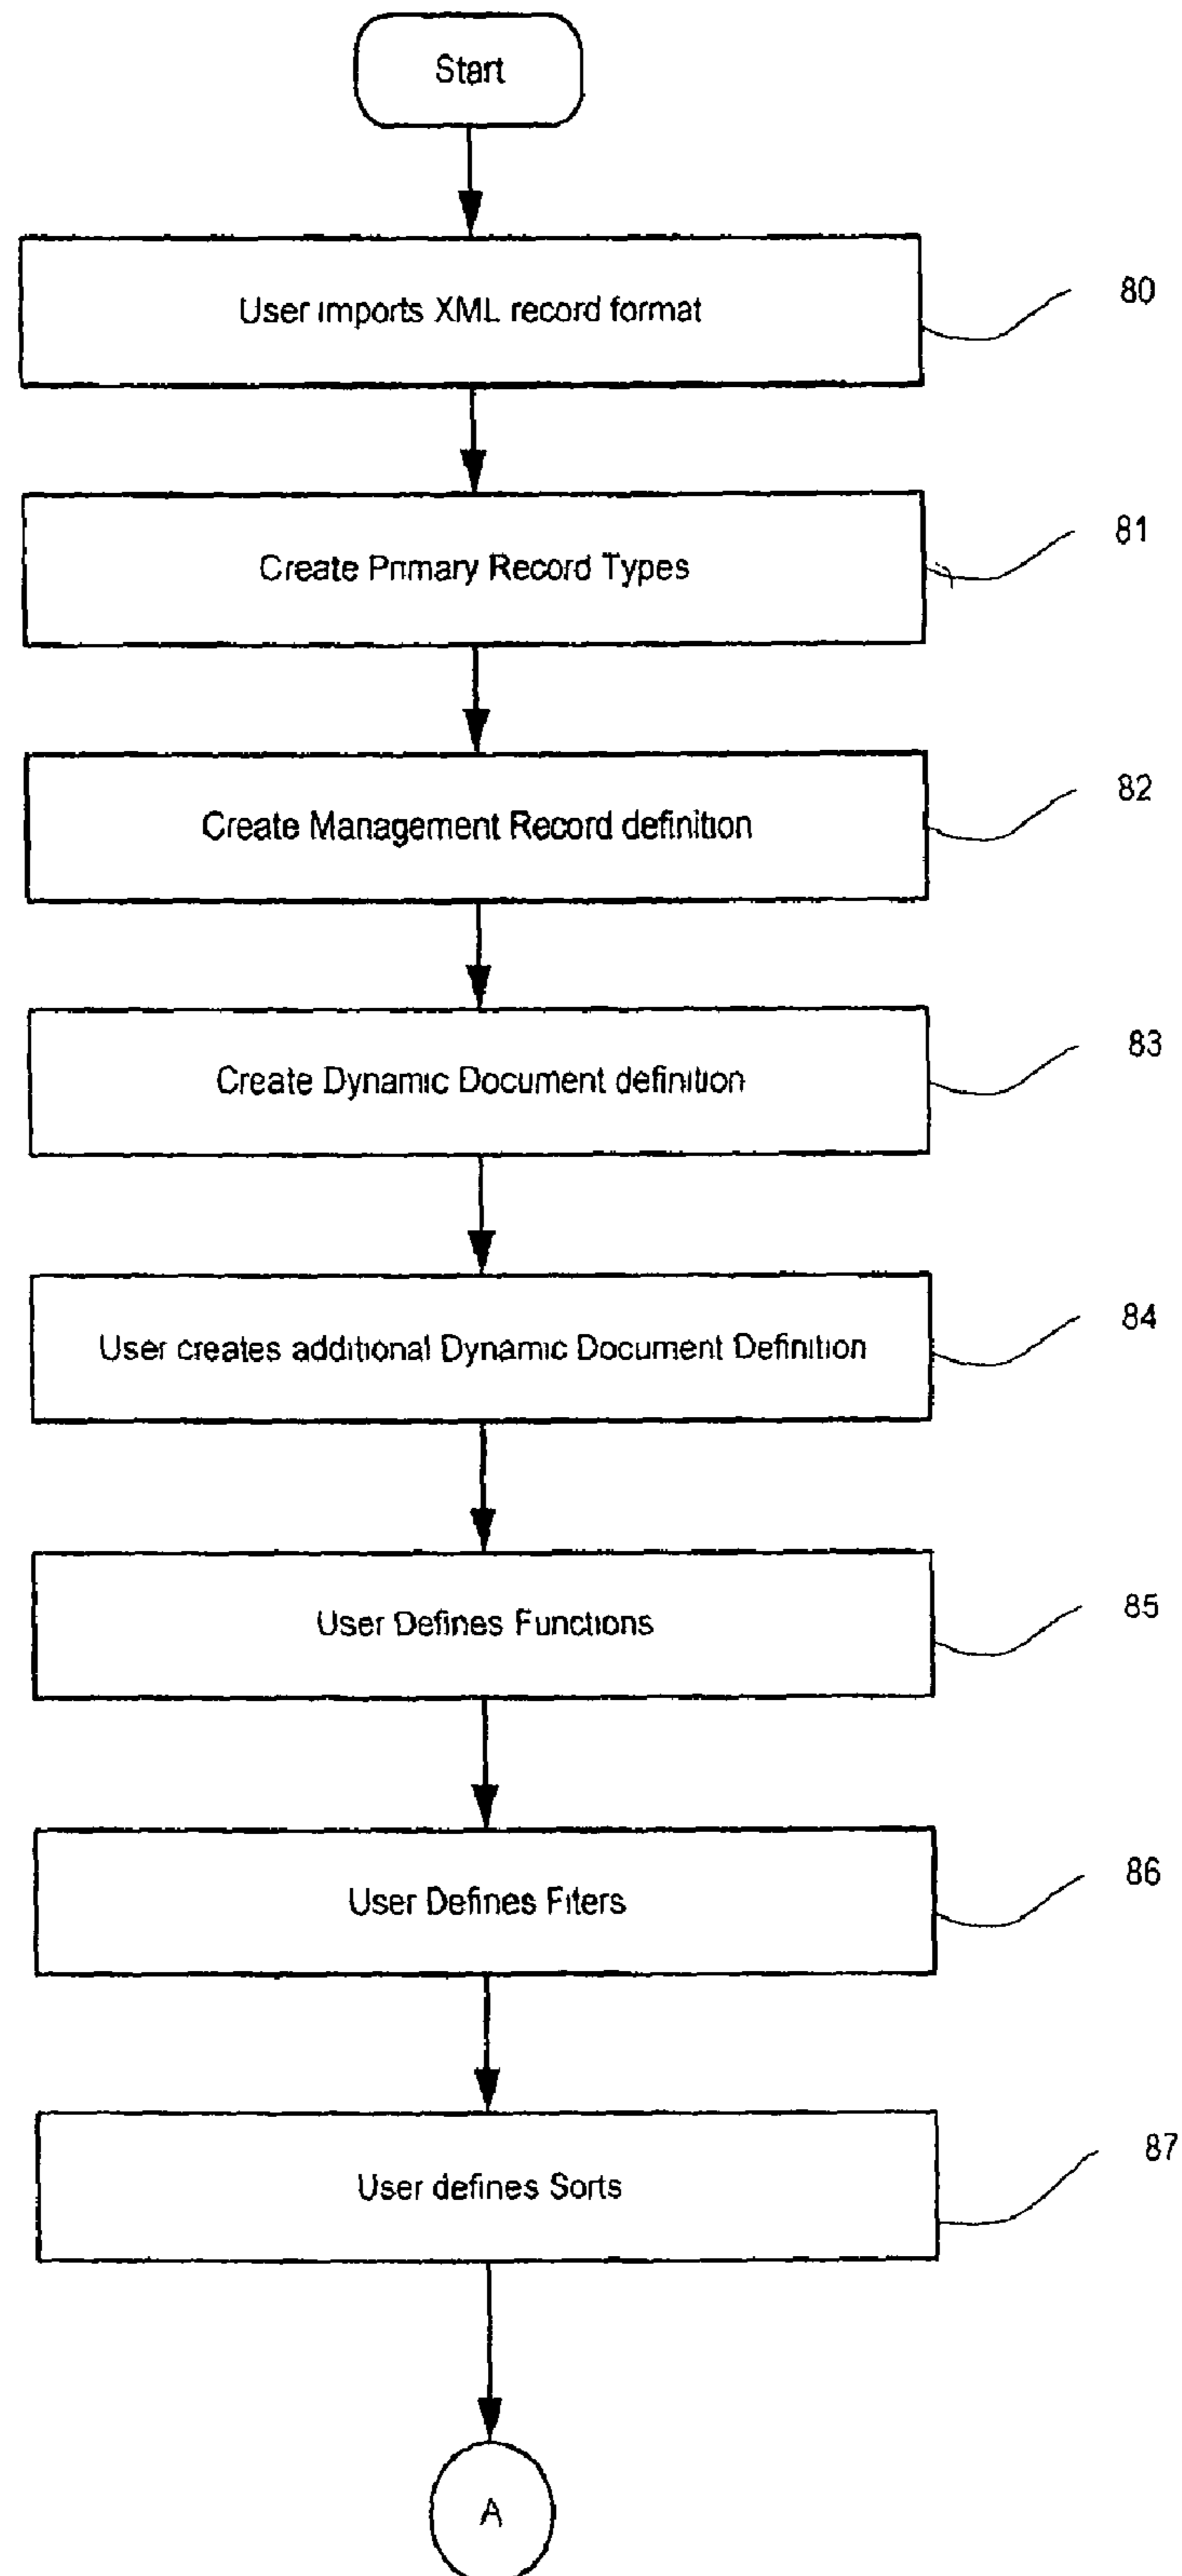 Start
User imports XML record format
80
Create Primary Record Types
81
Create Management Record definition
82
Create Dynamic Document definition
83
User creates additional Dynamic Document Definition
84
User Defines Functions
85
User Defines Fiters
86
User defines Sorts
87
A